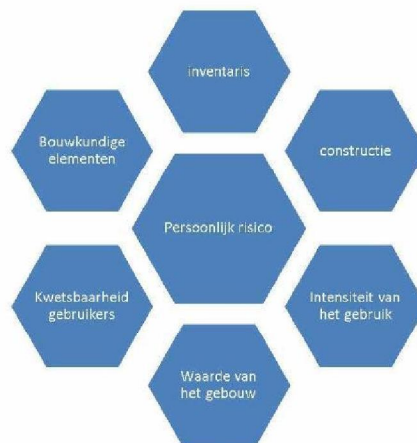 inventaris
Bouwkundige
elementen
constructie
Persoonlijk risico
Kwetsbaarheid
gebruikers
Intensiteit van
het gebruik
Waarde van
het gebouw